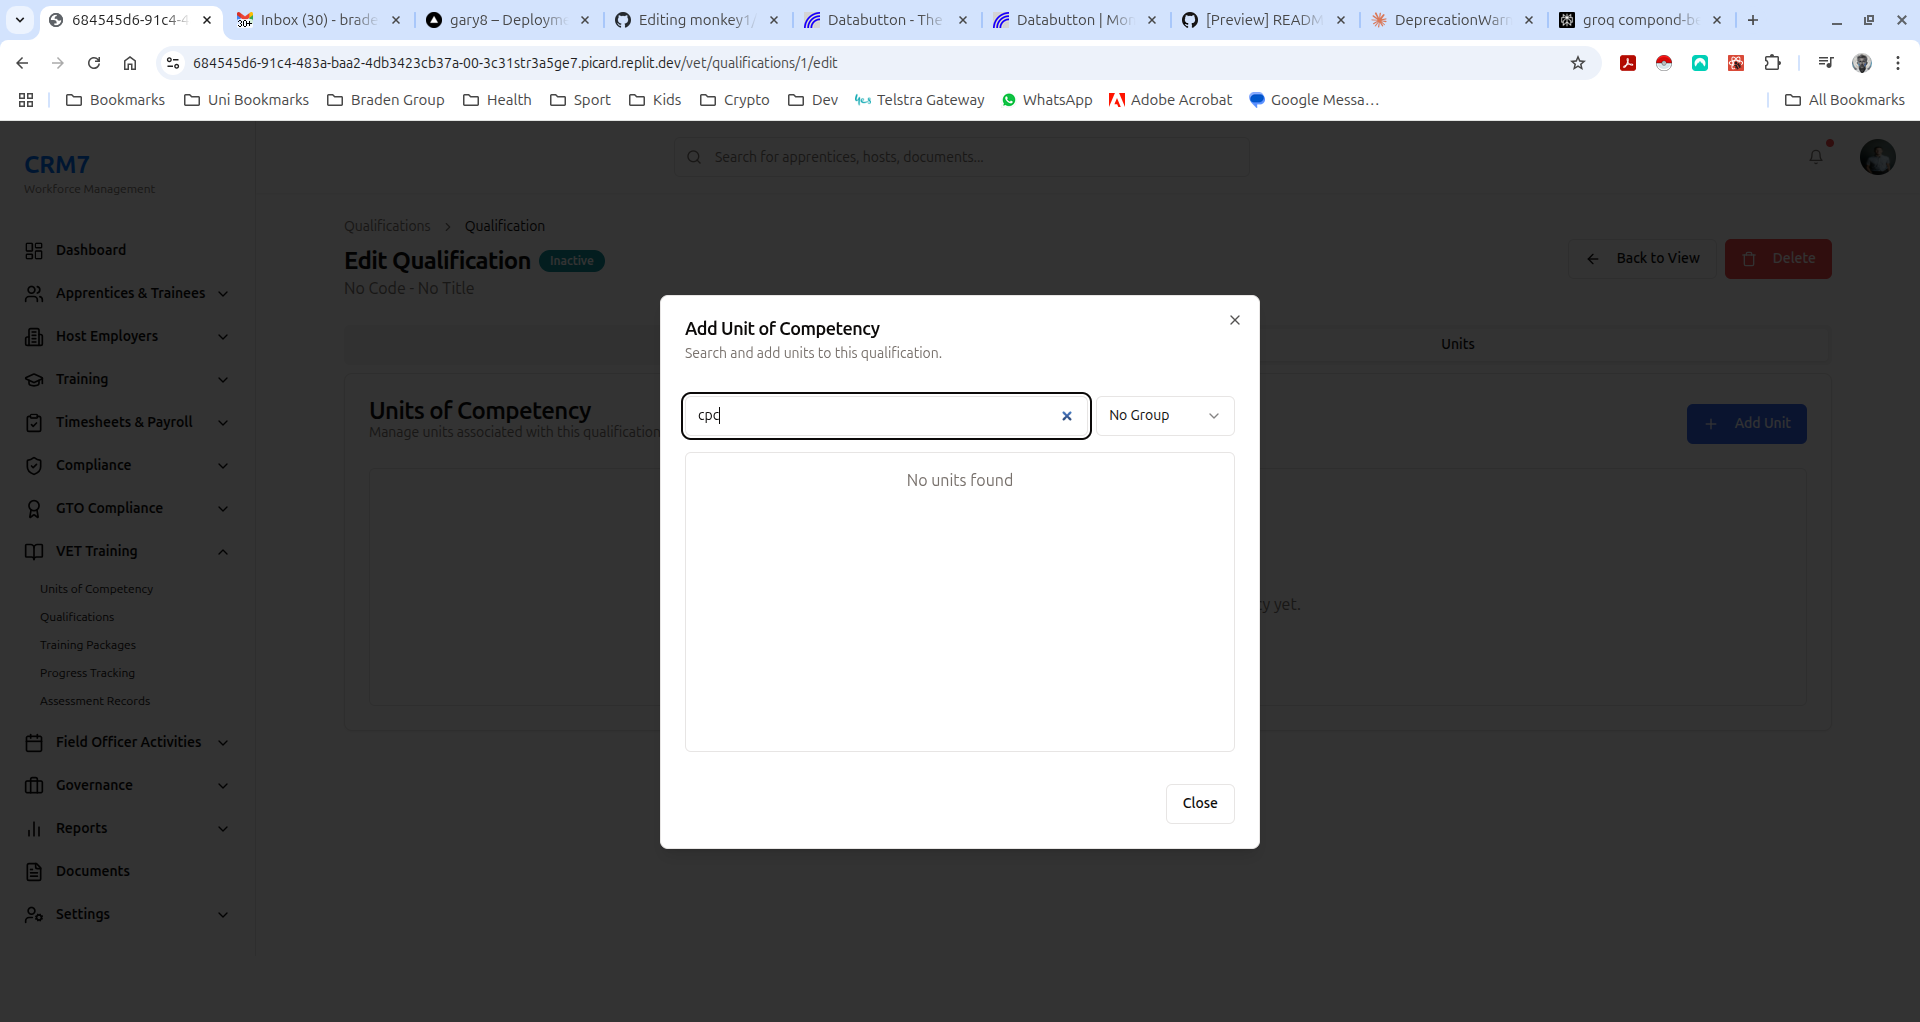 684545d6-91c4-4
Inbox (30) - brade
gary8 – Deployme
Editing monkey1/
Databutton - The
Databutton | Mon
[Preview] READM
DeprecationWarn
groq compond-be
684545d6-91c4-483a-baa2-4db3423cb37a-00-3c31str3a5ge7.picard.replit.dev/vet/qualifications/1/edit
Bookmarks
Uni Bookmarks
Braden Group
Health
Sport
Kids
Crypto
Dev
Telstra Gateway
WhatsApp
Adobe Acrobat
Google Messa…
All Bookmarks
CRM7
Workforce Management
Search for apprentices, hosts, documents...
Dashboard
Apprentices & Trainees
Host Employers
Training
Timesheets & Payroll
Compliance
GTO Compliance
VET Training
Units of Competency
Qualifications
Training Packages
Progress Tracking
Assessment Records
Field Officer Activities
Governance
Reports
Documents
Settings
Qualifications > Qualification
Edit Qualification Inactive
No Code - No Title
Back to View
Delete
Units
Units of Competency
Manage units associated with this qualification
Add Unit
y yet.
Add Unit of Competency
Search and add units to this qualification.
cpc
No Group
No units found
Close